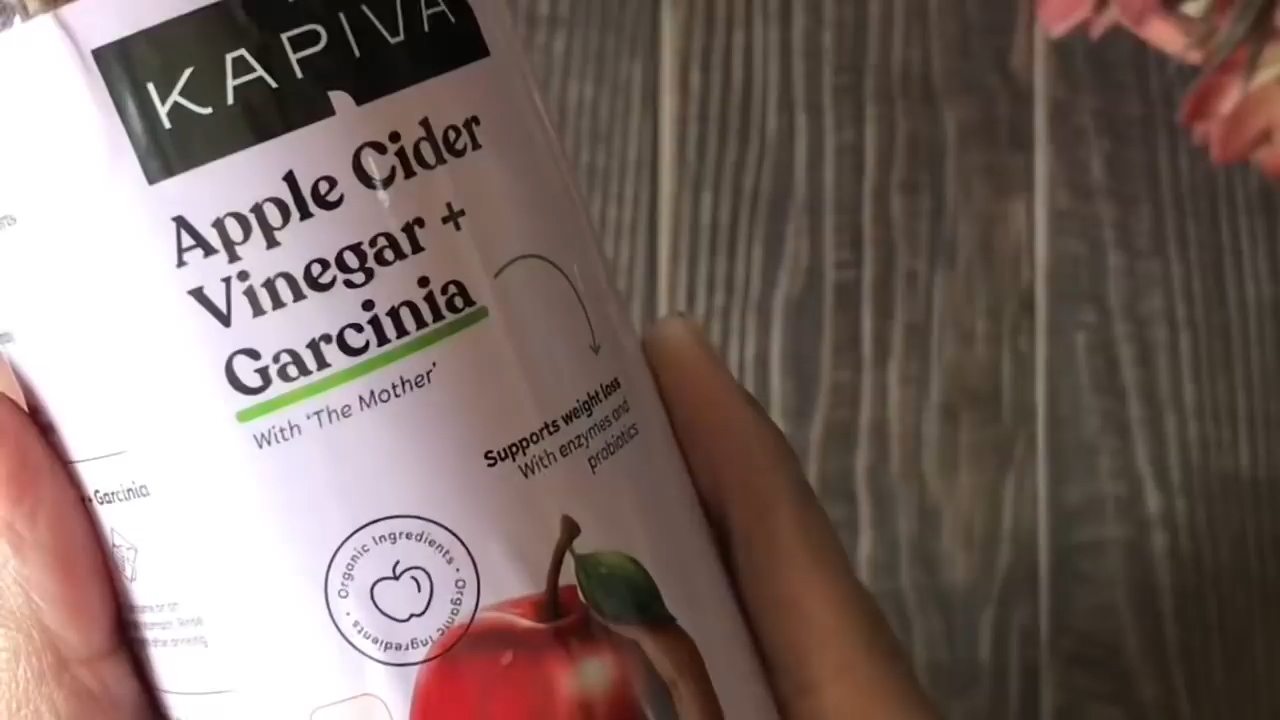 KAPIVA
Apple Cider
Vinegar +
Garcinia
With 'The Mother'
Supports weight loss
With enzymes and
probiotics
Organic Ingredients • Organic Ingredients •
• Garcinia